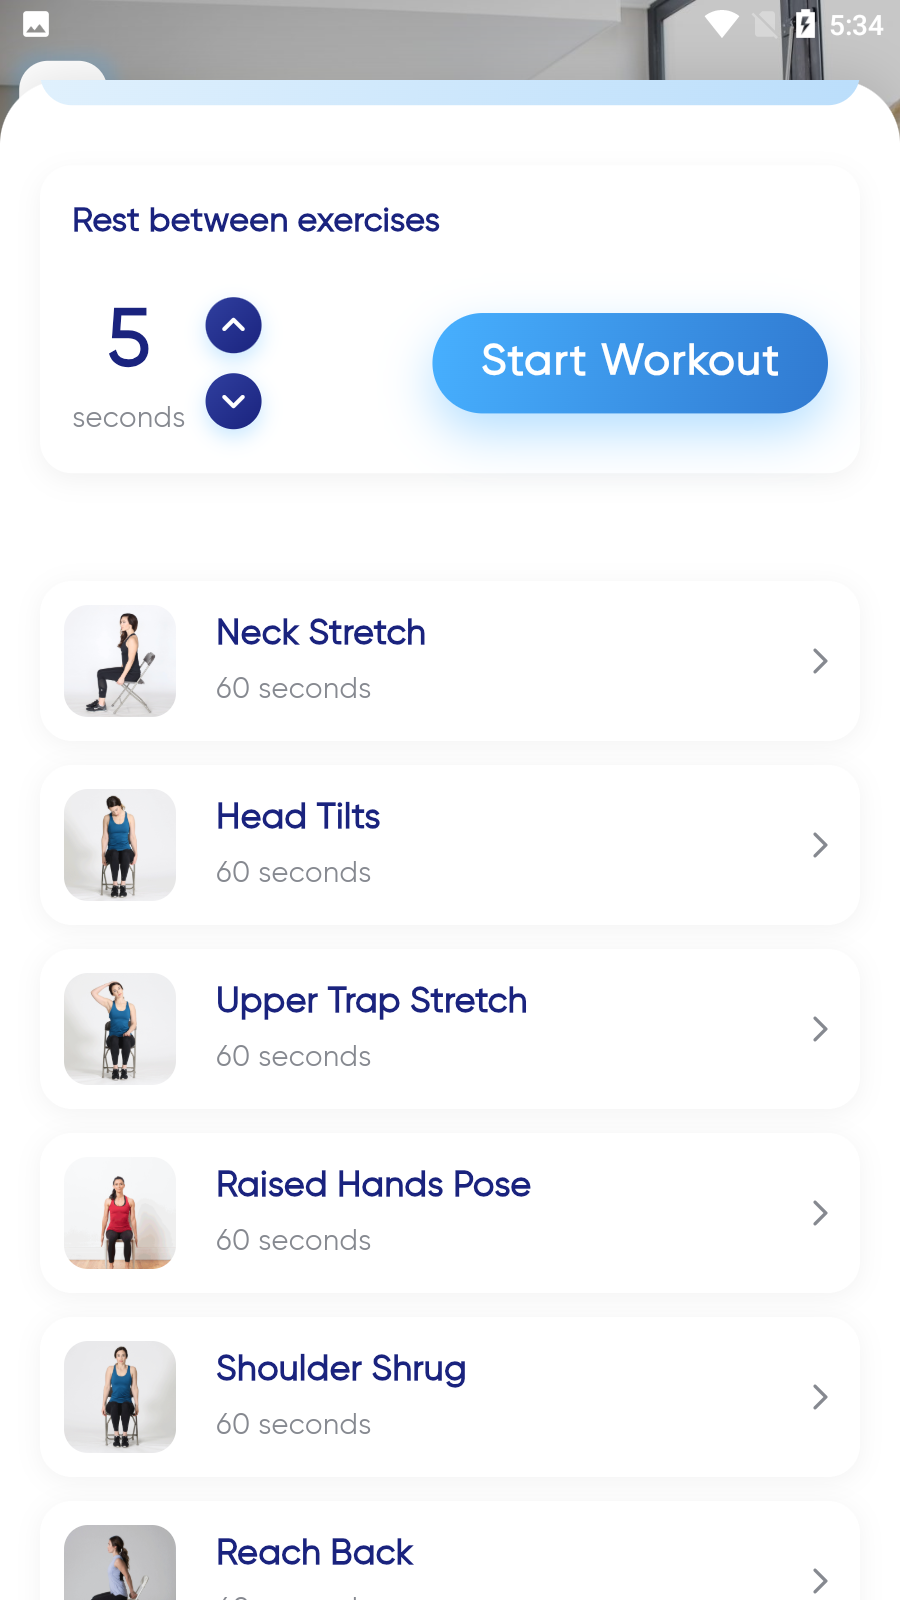 5:34
Rest between exercises
5
seconds
Start Workout
Neck Stretch
60 seconds
Head Tilts
60 seconds
Upper Trap Stretch
60 seconds
Raised Hands Pose
60 seconds
Shoulder Shrug
60 seconds
Reach Back